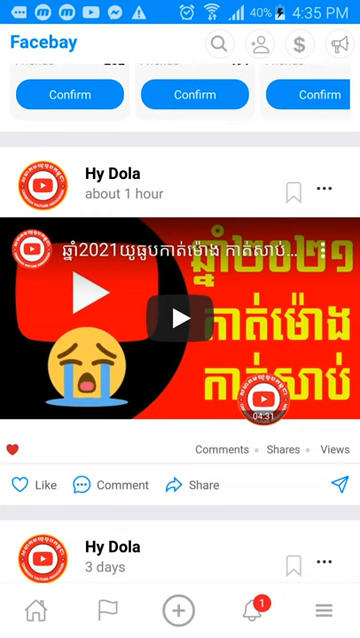 40% 4:35 PM
Facebay
Confirm Confirm Confirm
Hy Dola
about 1 hour
ឆ្នាំ2021យូធូបកាត់ម៉ោង កាត់សាប់...
ឆ្នាំ២០២១
កាត់ម៉ោង
កាត់សាប់
04:31
Comments Shares Views
Like Comment Share
Hy Dola
3 days
1